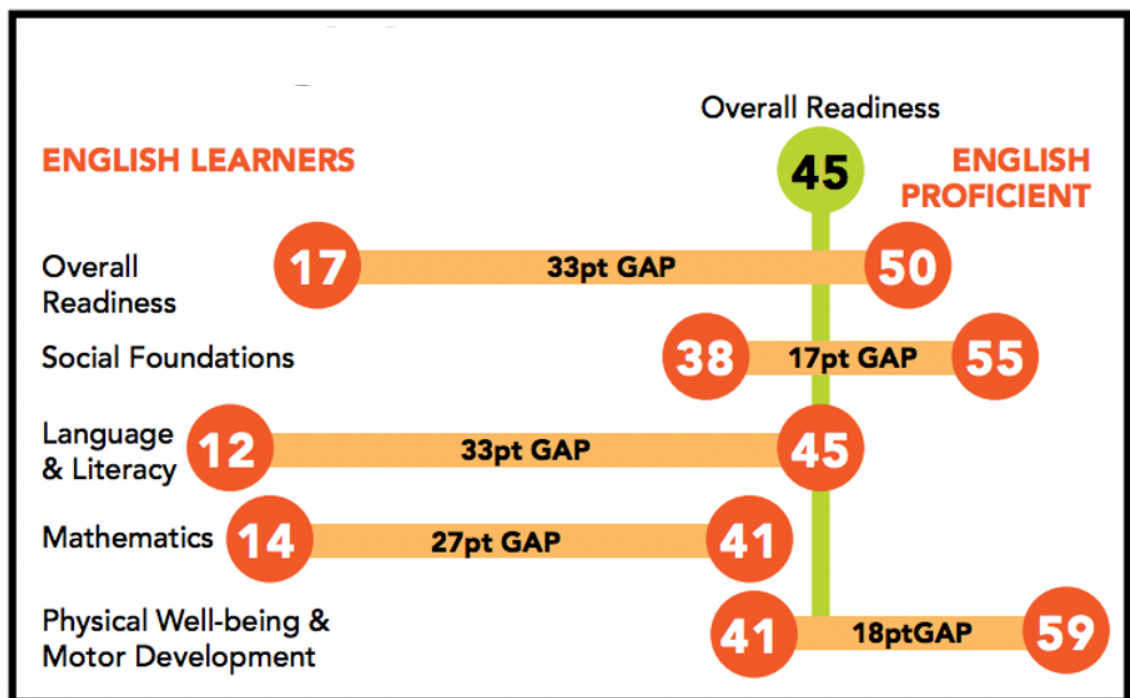 Overall Readiness
45
ENGLISH LEARNERS
ENGLISH
PROFICIENT
Overall
Readiness
17
33pt GAP
50
Social Foundations
38
17pt GAP
55
Language
& Literacy
12
33pt GAP
45
Mathematics
14
27pt GAP
41
Physical Well-being &
Motor Development
41
18ptGAP
59